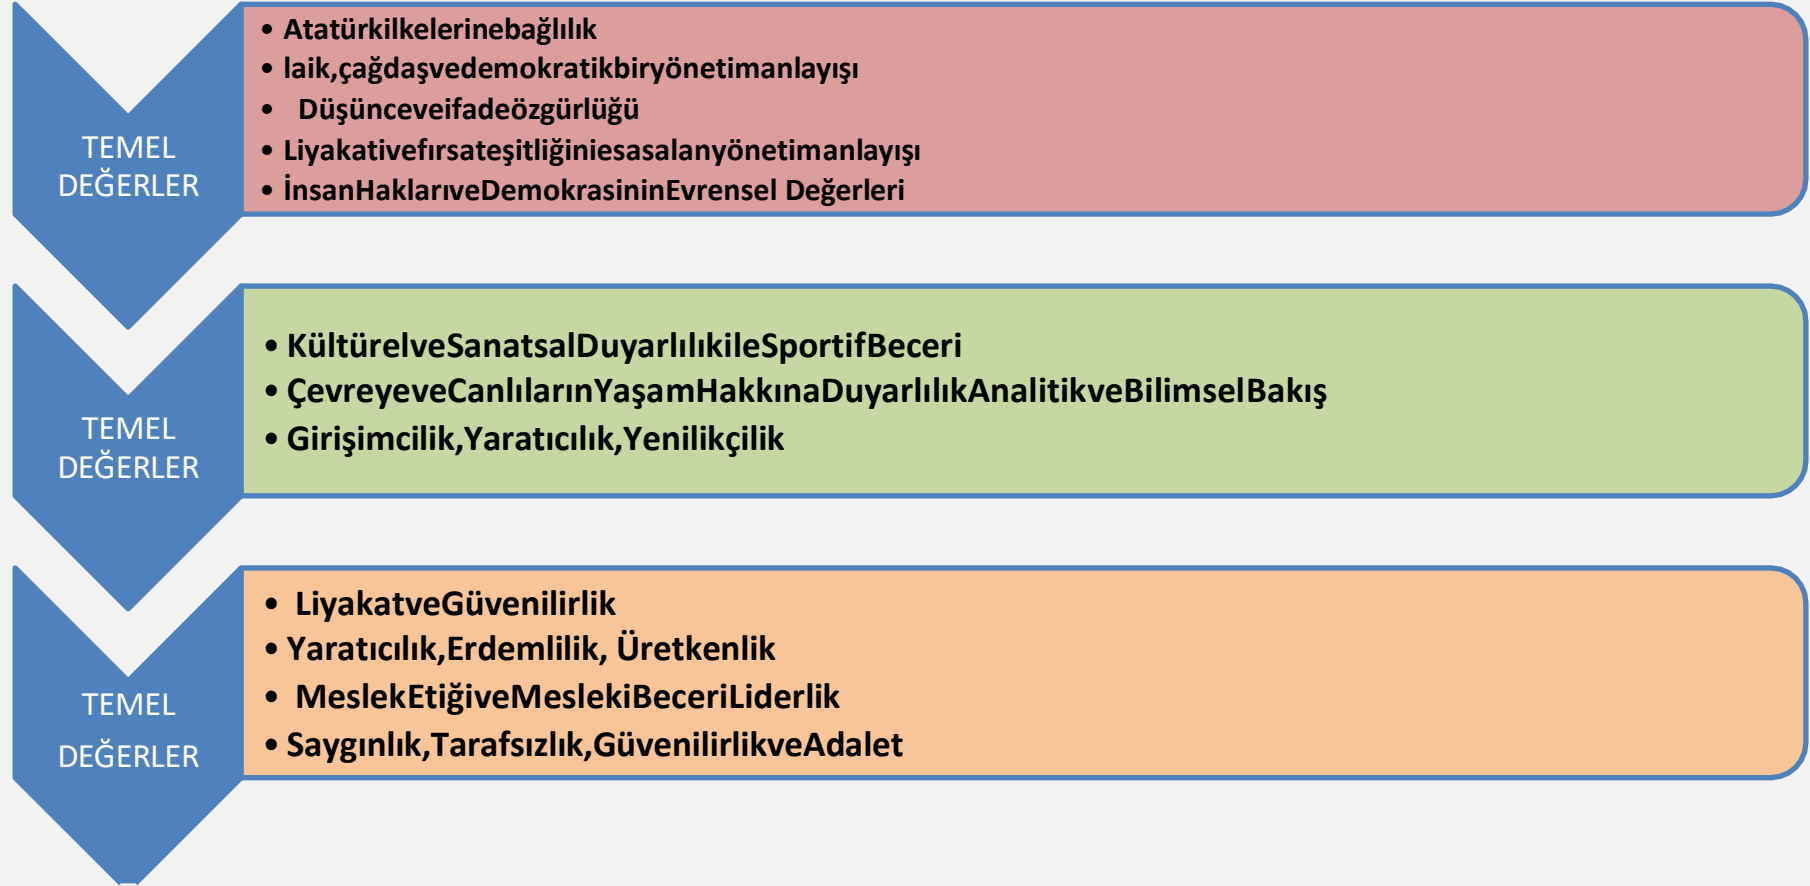 TEMEL
DEĞERLER
• Atatürkilkelerinebağlılık
• laik,çağdaşvedemokratikbiryönetimanlayışı
• Düşünceveifadeözgürlüğü
• Liyakativefırsateşitliğiniesasalanyönetimanlayışı
• İnsanHaklarıveDemokrasininEvrensel Değerleri
TEMEL
DEĞERLER
• KültürelveSanatsalDuyarlılıkileSportifBeceri
• ÇevreyeveCanlılarınYaşamHakkınaDuyarlılıkAnalitikveBilimselBakış
• Girişimcilik,Yaratıcılık,Yenilikçilik
TEMEL
DEĞERLER
• LiyakatveGüvenilirlik
• Yaratıcılık,Erdemlilik, Üretkenlik
• MeslekEtiğiveMeslekiBeceriLiderlik
• Saygınlık,Tarafsızlık,GüvenilirlikveAdalet